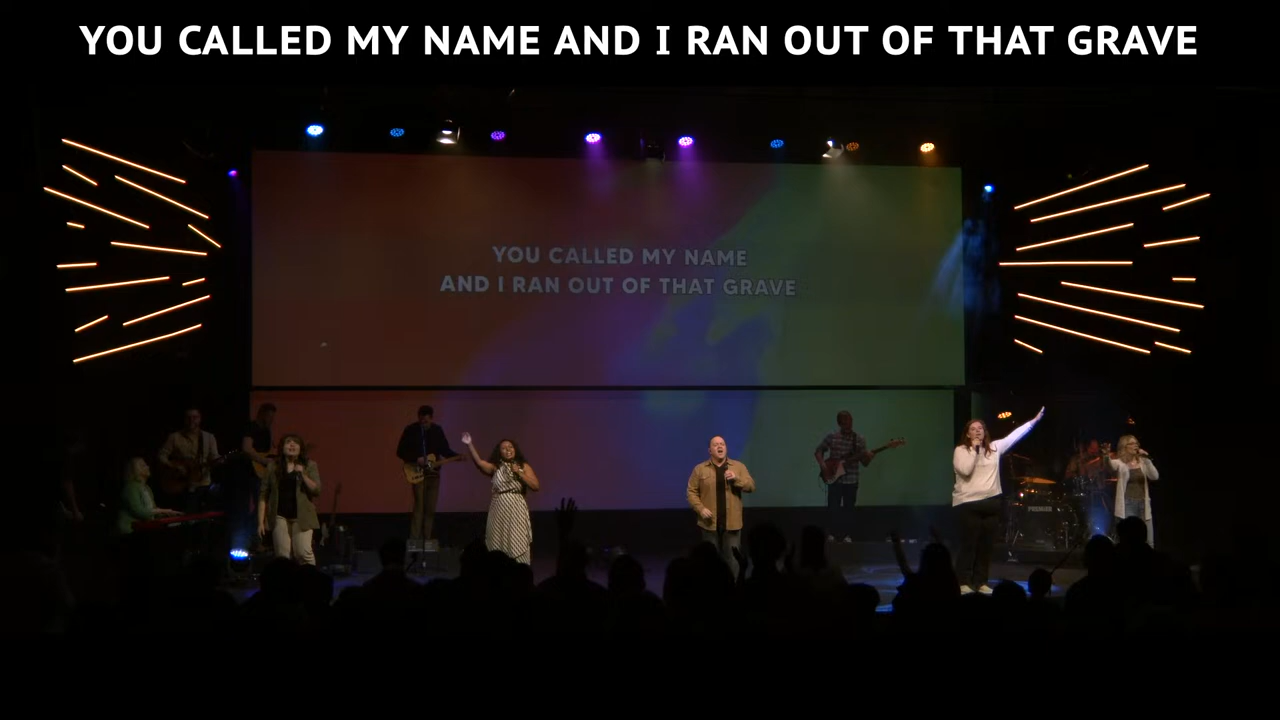 YOU CALLED MY NAME AND I RAN OUT OF THAT GRAVE
YOU CALLED MY NAME
AND I RAN OUT OF THAT GRAVE
PREMIER